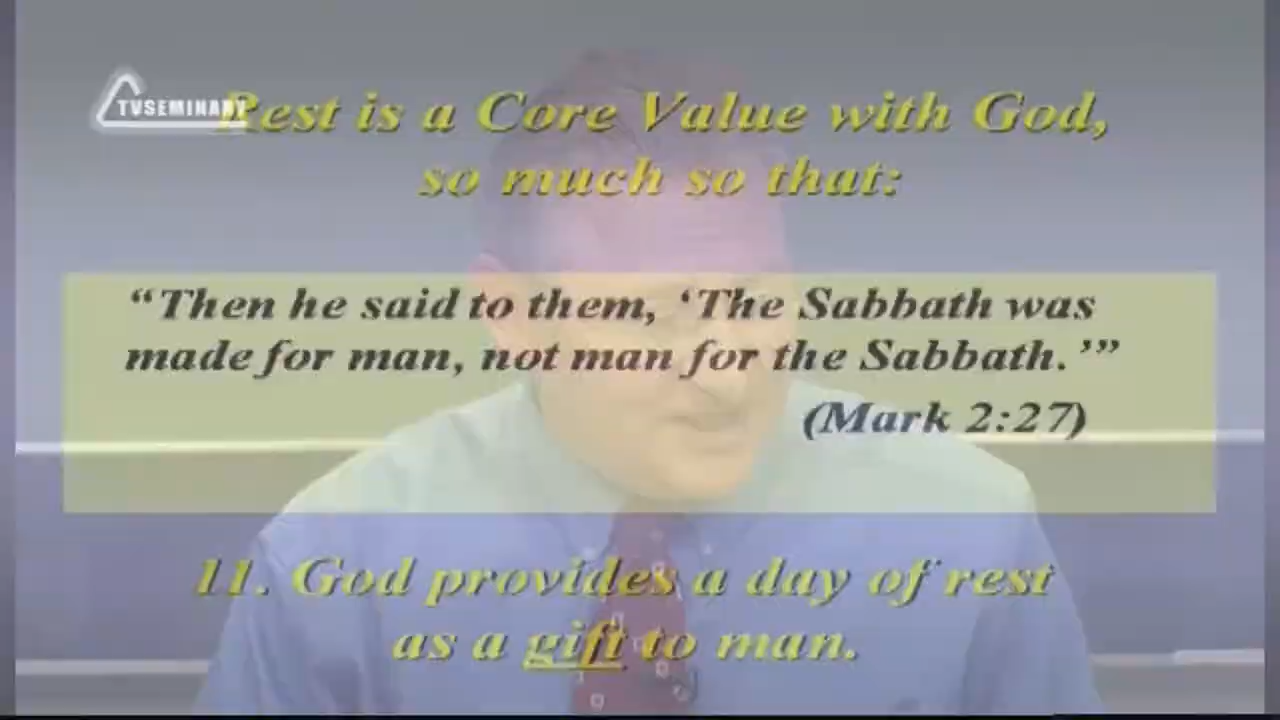 TVSEMINARY
Rest is a Core Value with God,
so much so that:
“Then he said to them, ‘The Sabbath was
made for man, not man for the Sabbath.’”
(Mark 2:27)
11. God provides a day of rest
as a gift to man.